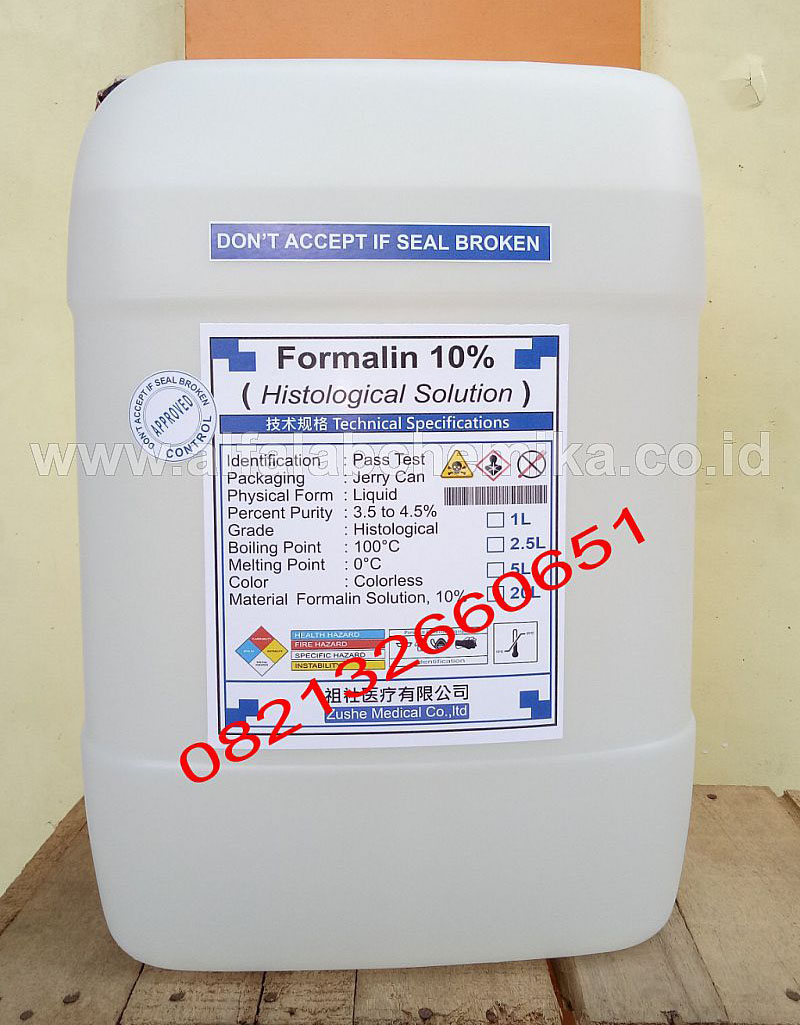 DON'T ACCEPT IF SEAL BROKEN
Formalin 10%
( Histological Solution )
技术规格 Technical Specifications
DON'T ACCEPT IF SEAL BROKEN
APPROVED
CONTROL
www.alfalabchemika.co.id
Identification : Pass Test
Packaging : Jerry Can
Physical Form : Liquid
Percent Purity : 3.5 to 4.5%
Grade : Histological
Boiling Point : 100°C
Melting Point : 0°C
Color : Colorless
Material Formalin Solution, 10%
1L
2.5L
5L
20L
082132660651
HEALTH HAZARD
FIRE HAZARD
SPECIFIC HAZARD
INSTABILITY
Identification
祖社医疗有限公司
Zushe Medical Co.,ltd